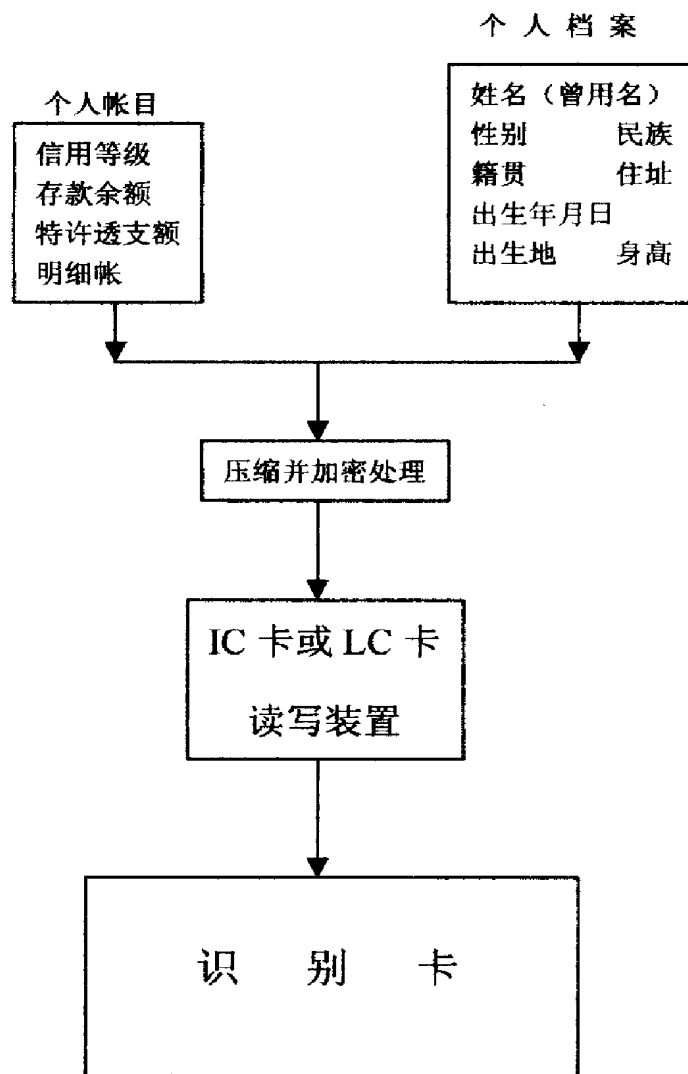 个人档案
姓名（曾用名）
性别 民族
籍贯 住址
出生年月日
出生地 身高
个人帐目
信用等级
存款余额
特许透支额
明细帐
压缩并加密处理
IC 卡或 LC 卡
读写装置
识别卡